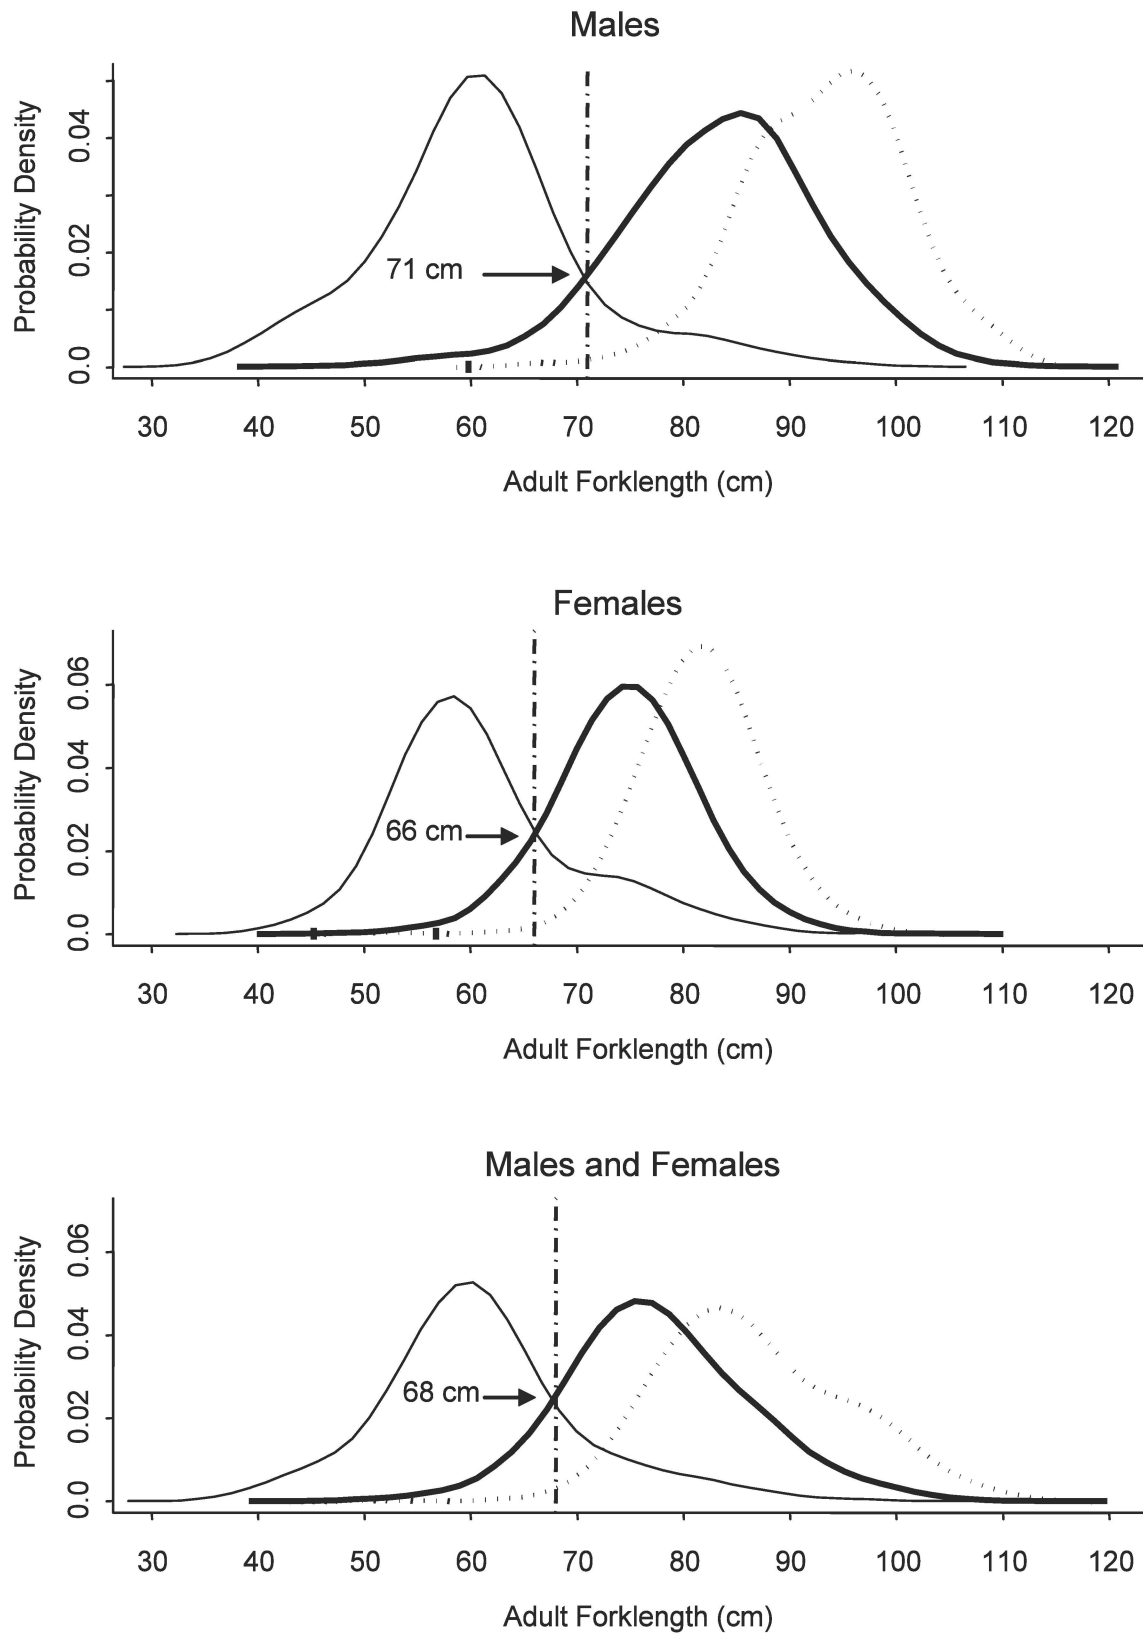 Males
Probability Density
0.04
0.02
0.0
71 cm
30 40 50 60 70 80 90 100 110 120
Adult Forklength (cm)
Females
Probability Density
0.06
0.04
0.02
0.0
66 cm
30 40 50 60 70 80 90 100 110 120
Adult Forklength (cm)
Males and Females
Probability Density
0.06
0.04
0.02
0.0
68 cm
30 40 50 60 70 80 90 100 110 120
Adult Forklength (cm)